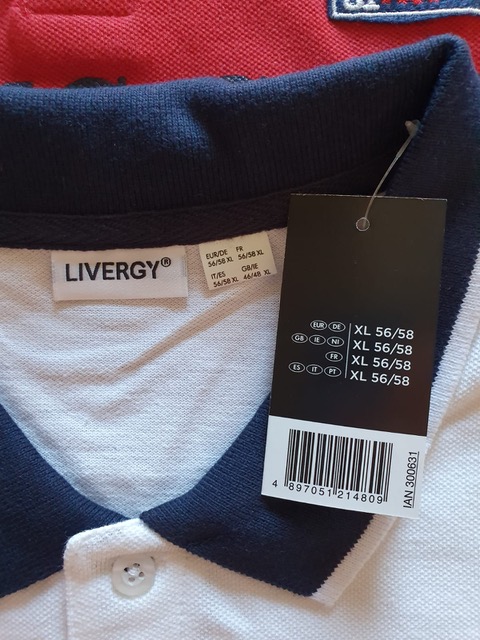 LIVERGY®
EUR/DE FR
56/58 XL 56/58 XL
IT/ES GB/IE
56/58 XL 46/48 XL
EUR DE XL 56/58
GB IE NI XL 56/58
FR XL 56/58
ES IT PT XL 56/58
4 897051 214809
IAN 300631